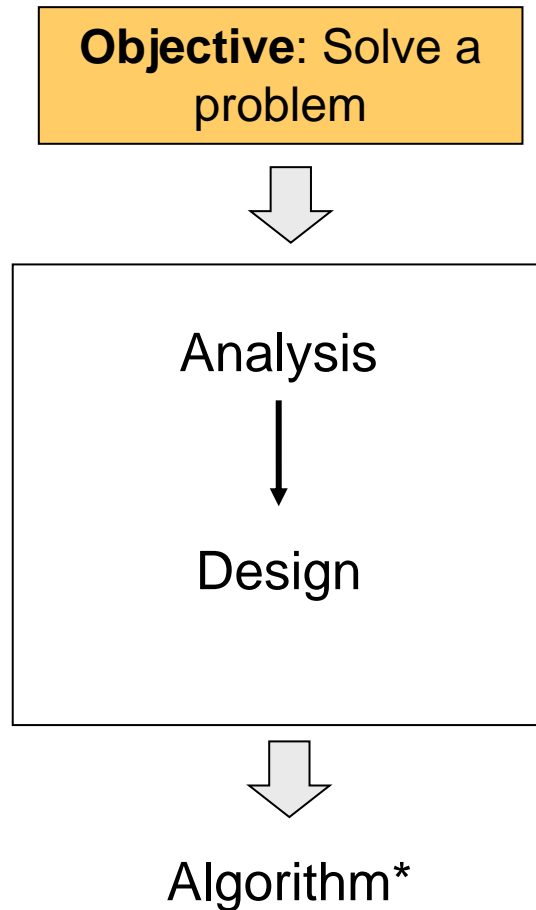 Objective: Solve a
problem
Analysis
Design
Algorithm*